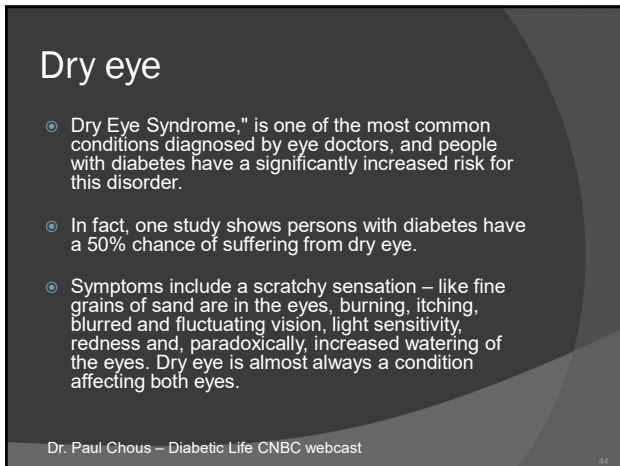 Dry eye
Dry Eye Syndrome," is one of the most common
conditions diagnosed by eye doctors, and people
with diabetes have a significantly increased risk for
this disorder.
In fact, one study shows persons with diabetes have
a 50% chance of suffering from dry eye.
Symptoms include a scratchy sensation – like fine
grains of sand are in the eyes, burning, itching,
blurred and fluctuating vision, light sensitivity,
redness and, paradoxically, increased watering of
the eyes. Dry eye is almost always a condition
affecting both eyes.
Dr. Paul Chous – Diabetic Life CNBC webcast
44